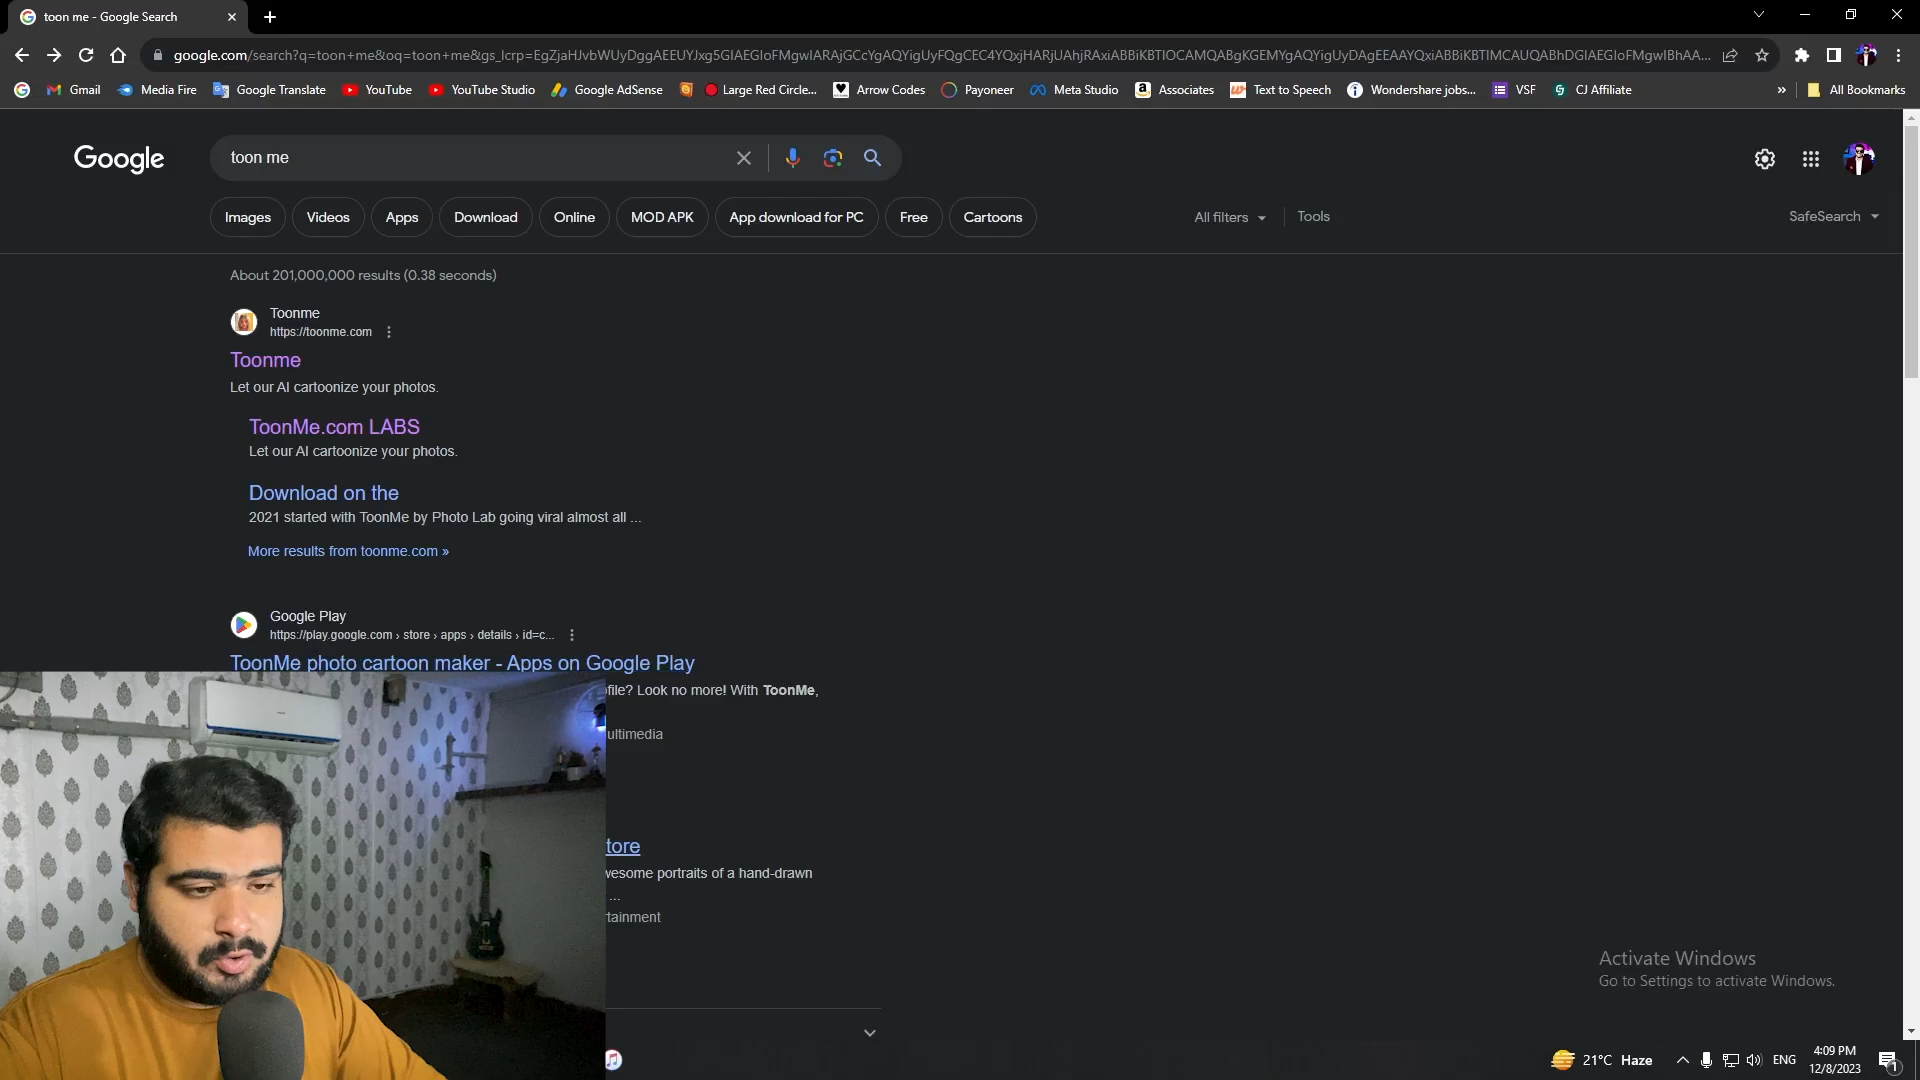 toon me - Google Search
google.com/search?q=toon+me&oq=toon+me&gs_lcrp=EgZjaHJvbWUyDggAEEUYJxg5GIAEGIoFMgwIARAjGCcYgAQYigUyFQgCEC4YQxjHARjUAhjRAxiABBiKBTIOCAMQABgKGEMYgAQYigUyDAgEEAAYQxiABBiKBTIMCAUQABhDGIAEGIoFMgwIBhAA...
Gmail
Media Fire
Google Translate
YouTube
YouTube Studio
Google AdSense
Large Red Circle...
Arrow Codes
Payoneer
Meta Studio
Associates
Text to Speech
Wondershare jobs...
VSF
CJ Affiliate
»
All Bookmarks
Google
toon me
Images
Videos
Apps
Download
Online
MOD APK
App download for PC
Free
Cartoons
All filters
Tools
SafeSearch
About 201,000,000 results (0.38 seconds)
Toonme
https://toonme.com
Toonme
Let our AI cartoonize your photos.
ToonMe.com LABS
Let our AI cartoonize your photos.
Download on the
2021 started with ToonMe by Photo Lab going viral almost all ...
More results from toonme.com »
Google Play
https://play.google.com › store › apps › details › id=c...
ToonMe photo cartoon maker - Apps on Google Play
ofile? Look no more! With ToonMe,
ultimedia
tore
wesome portraits of a hand-drawn
...
rtainment
Activate Windows
Go to Settings to activate Windows.
21°C Haze
ENG
4:09 PM
12/8/2023
1